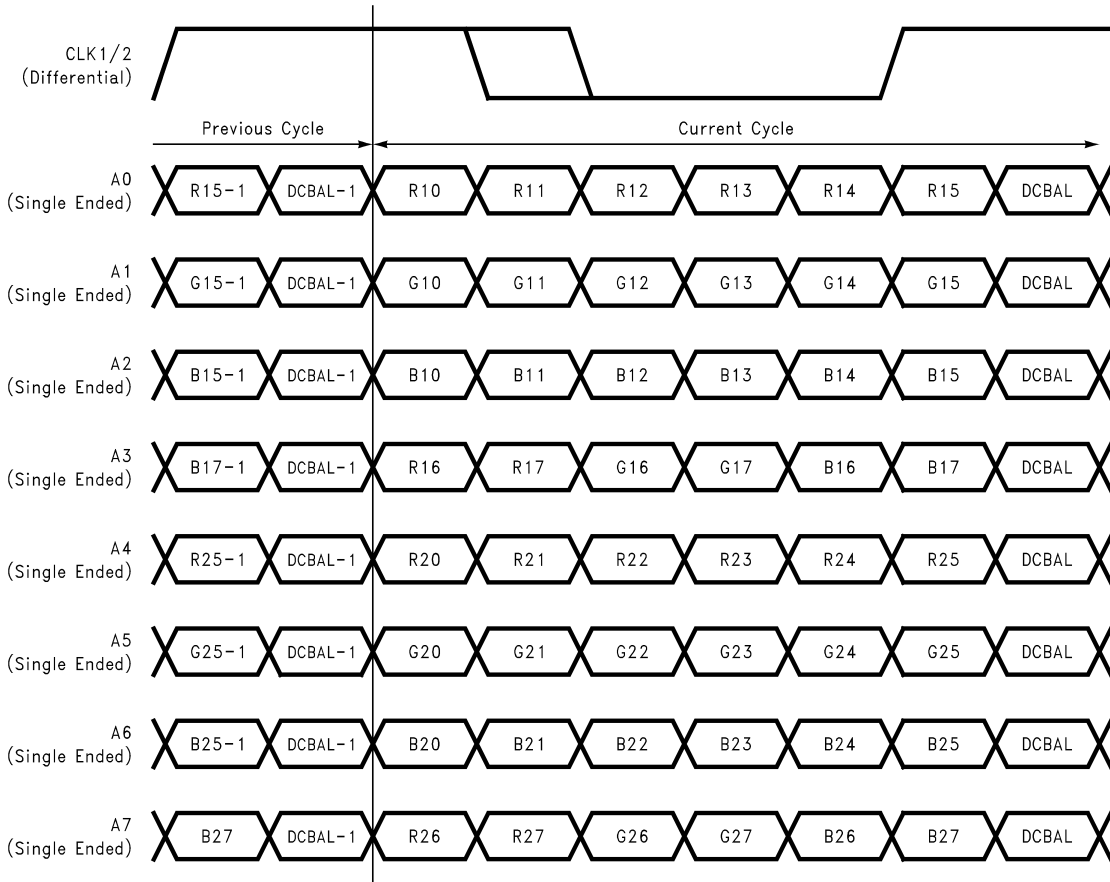 CLK1/2
(Differential)
Previous Cycle
Current Cycle
A0
(Single Ended)
R15-1 DCBAL-1 R10 R11 R12 R13 R14 R15 DCBAL
A1
(Single Ended)
G15-1 DCBAL-1 G10 G11 G12 G13 G14 G15 DCBAL
A2
(Single Ended)
B15-1 DCBAL-1 B10 B11 B12 B13 B14 B15 DCBAL
A3
(Single Ended)
B17-1 DCBAL-1 R16 R17 G16 G17 B16 B17 DCBAL
A4
(Single Ended)
R25-1 DCBAL-1 R20 R21 R22 R23 R24 R25 DCBAL
A5
(Single Ended)
G25-1 DCBAL-1 G20 G21 G22 G23 G24 G25 DCBAL
A6
(Single Ended)
B25-1 DCBAL-1 B20 B21 B22 B23 B24 B25 DCBAL
A7
(Single Ended)
B27 DCBAL-1 R26 R27 G26 G27 B26 B27 DCBAL